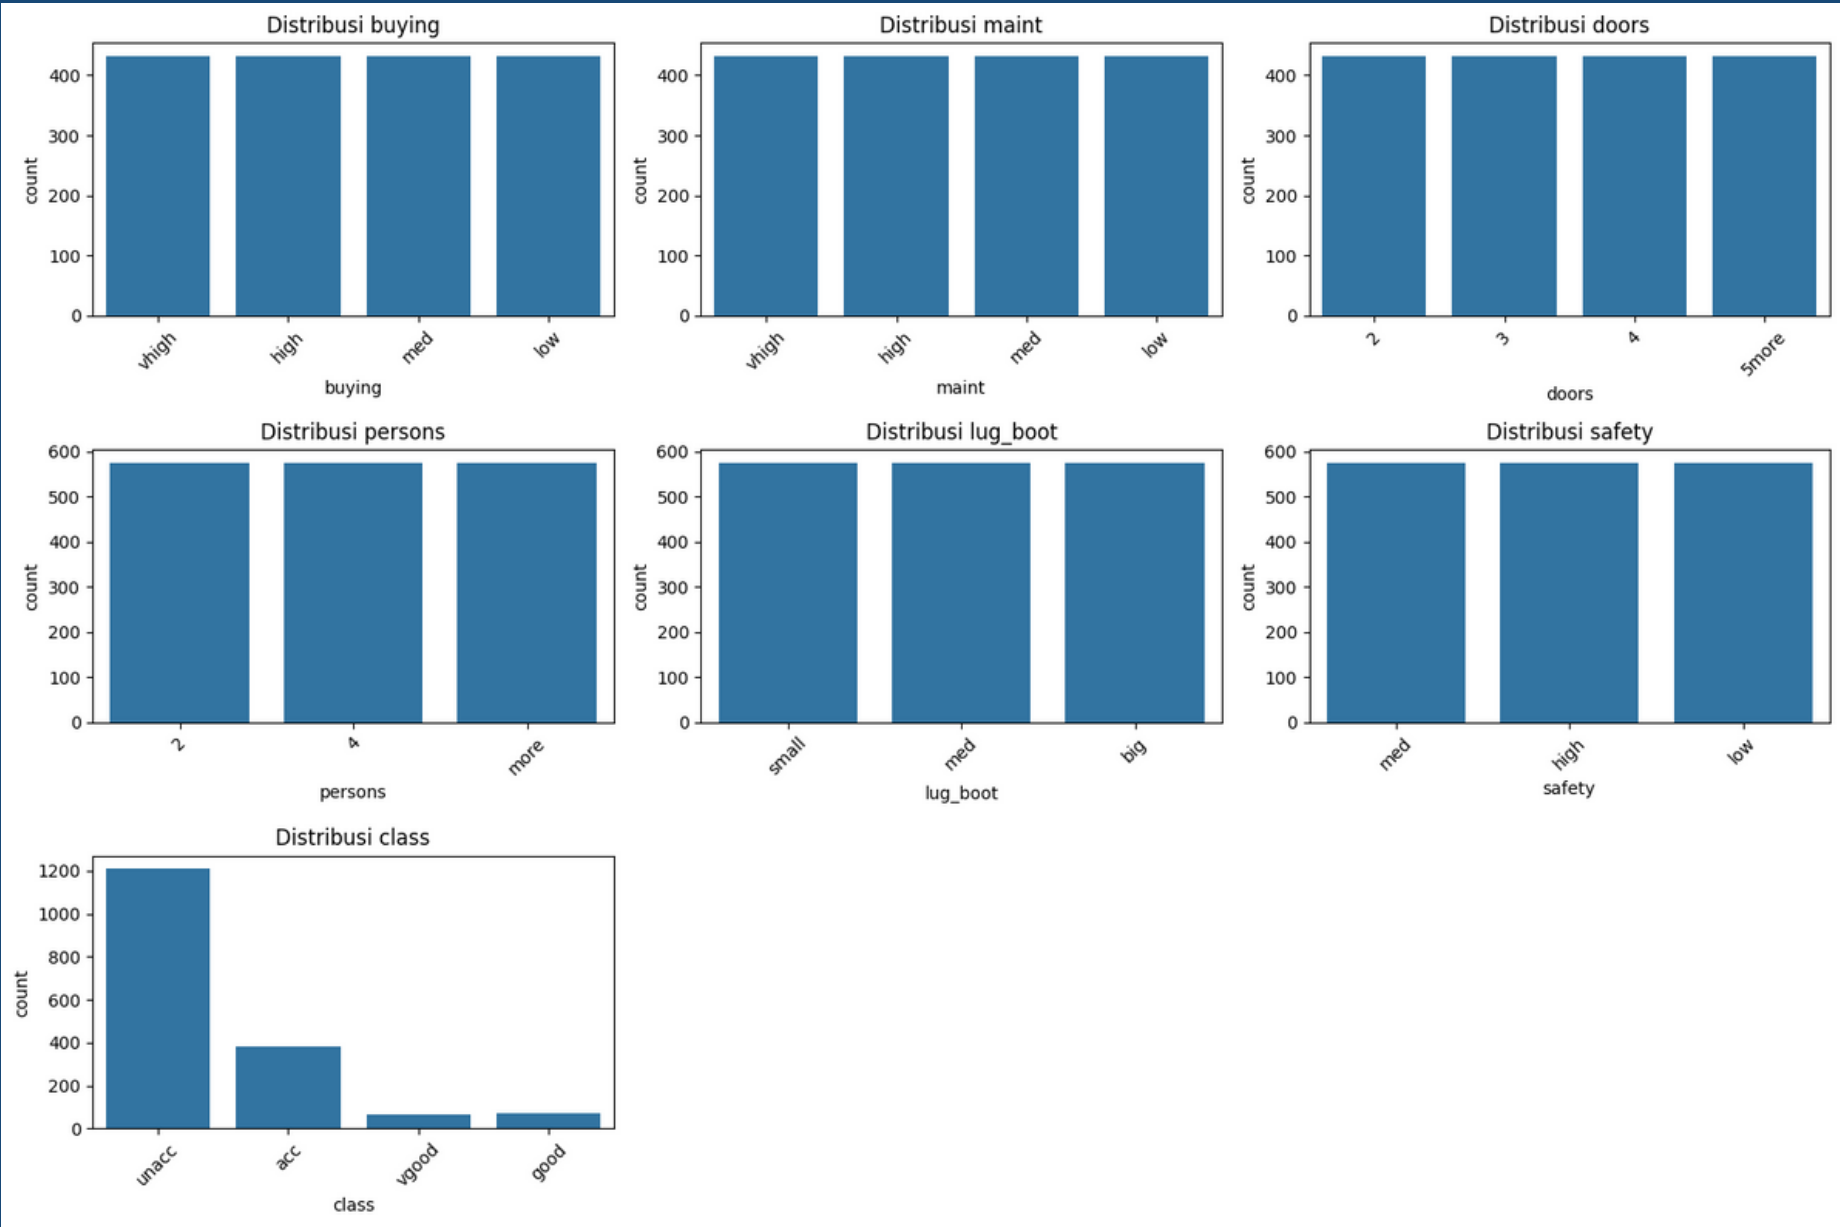 Distribusi buying
400
300
200
100
0
count
vhigh
high
med
low
buying
Distribusi maint
400
300
200
100
0
count
vhigh
high
med
low
maint
Distribusi doors
400
300
200
100
0
count
2
3
4
5more
doors
Distribusi persons
600
500
400
300
200
100
0
count
2
4
more
persons
Distribusi lug_boot
600
500
400
300
200
100
0
count
small
med
big
lug_boot
Distribusi safety
600
500
400
300
200
100
0
count
med
high
low
safety
Distribusi class
1200
1000
800
600
400
200
0
count
unacc
acc
vgood
good
class